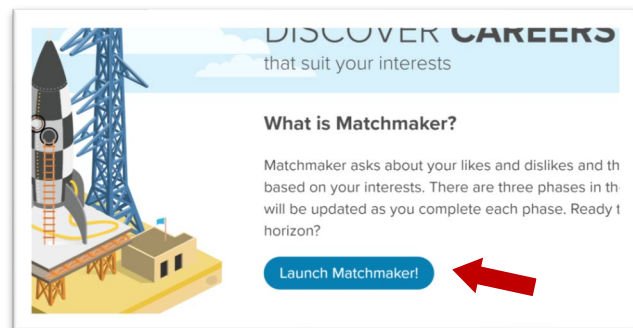 DISCOVER CAREERS
that suit your interests
What is Matchmaker?
Matchmaker asks about your likes and dislikes and th
based on your interests. There are three phases in th
will be updated as you complete each phase. Ready t
horizon?
Launch Matchmaker!